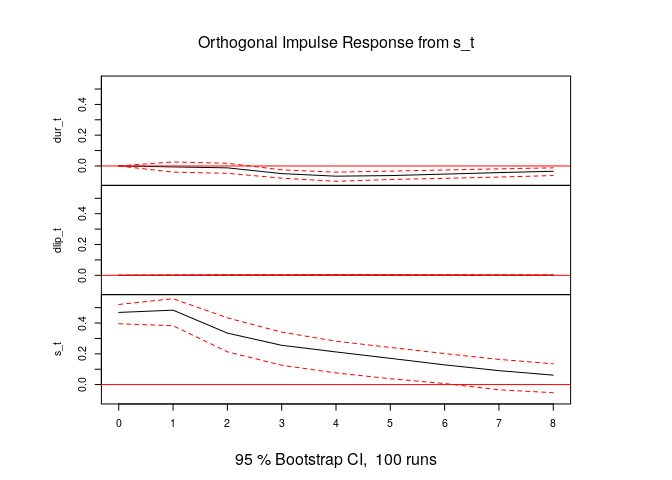 Orthogonal Impulse Response from s_t
dur_t
0.4
0.2
0.0
dlip_t
0.4
0.2
0.0
s_t
0.4
0.2
0.0
0 1 2 3 4 5 6 7 8
95 % Bootstrap CI,  100 runs